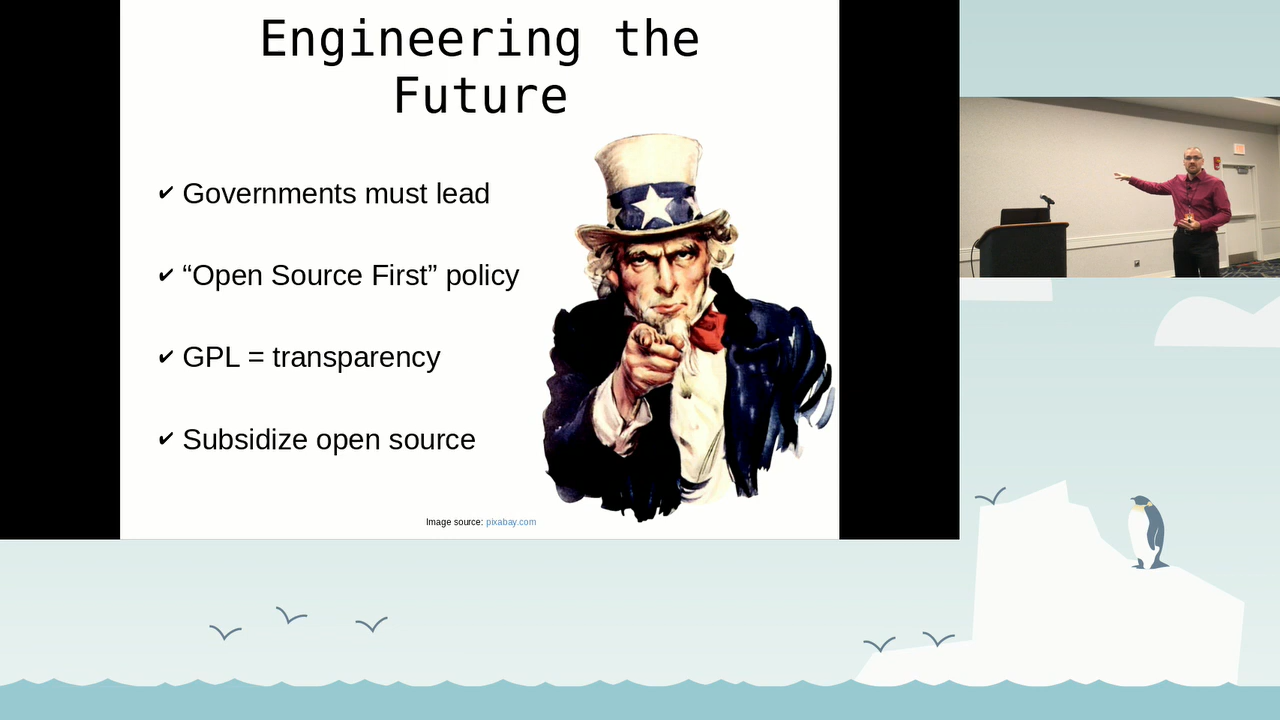 Engineering the
Future
✔ Governments must lead
✔ “Open Source First” policy
✔ GPL = transparency
✔ Subsidize open source
Image source: pixabay.com